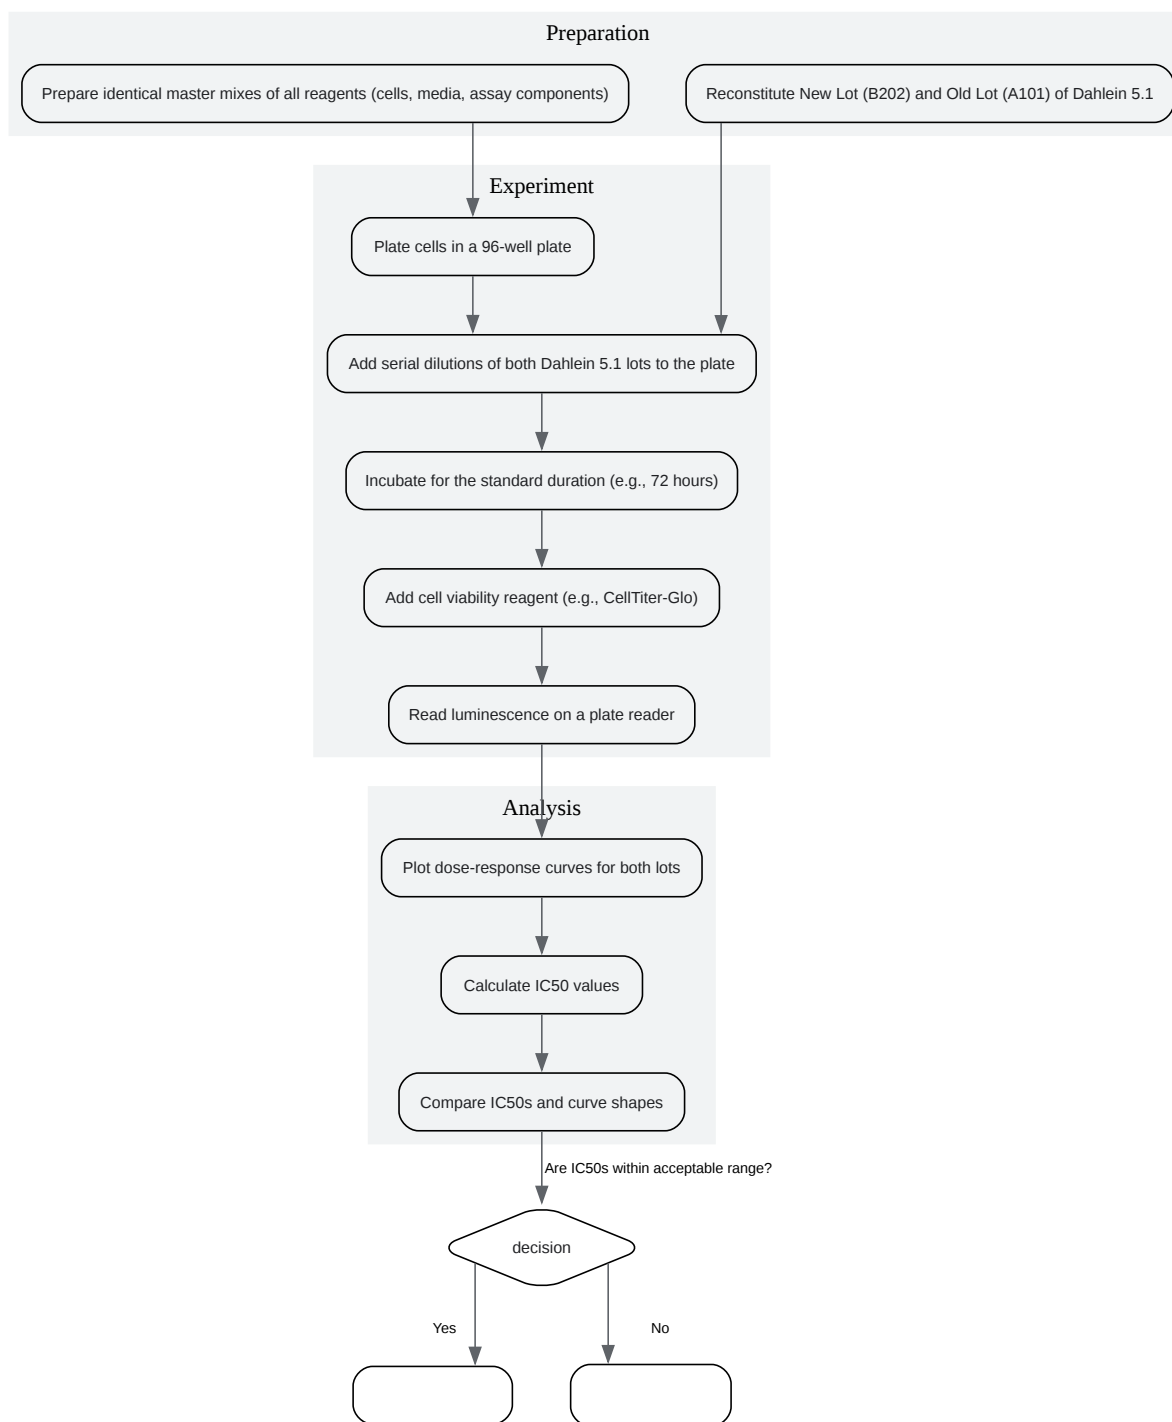 Preparation
Prepare identical master mixes of all reagents (cells, media, assay components)
Reconstitute New Lot (B202) and Old Lot (A101) of Dahlein 5.1
Experiment
Plate cells in a 96-well plate
Add serial dilutions of both Dahlein 5.1 lots to the plate
Incubate for the standard duration (e.g., 72 hours)
Add cell viability reagent (e.g., CellTiter-Glo)
Read luminescence on a plate reader
Analysis
Plot dose-response curves for both lots
Calculate IC50 values
Compare IC50s and curve shapes
Are IC50s within acceptable range?
decision
Yes
No